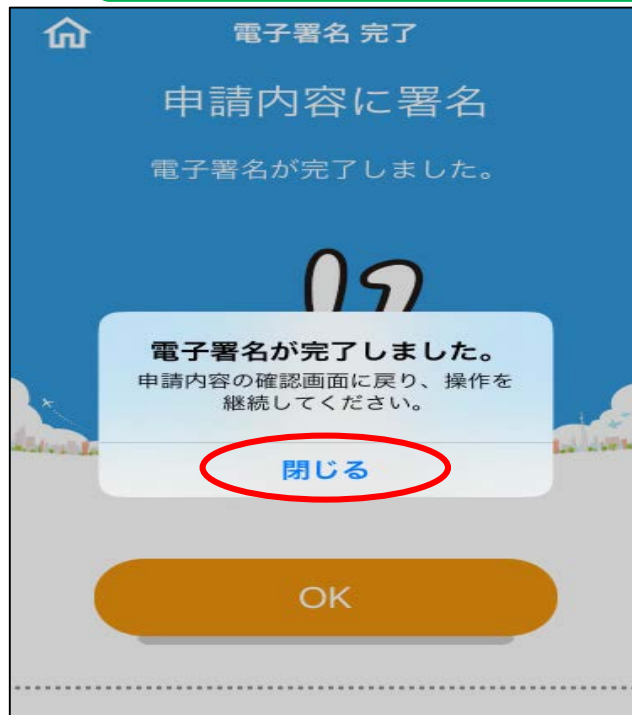 電子署名 完了
申請内容に署名
電子署名が完了しました。
電子署名が完了しました。
申請内容の確認画面に戻り、操作を
継続してください。
閉じる
OK